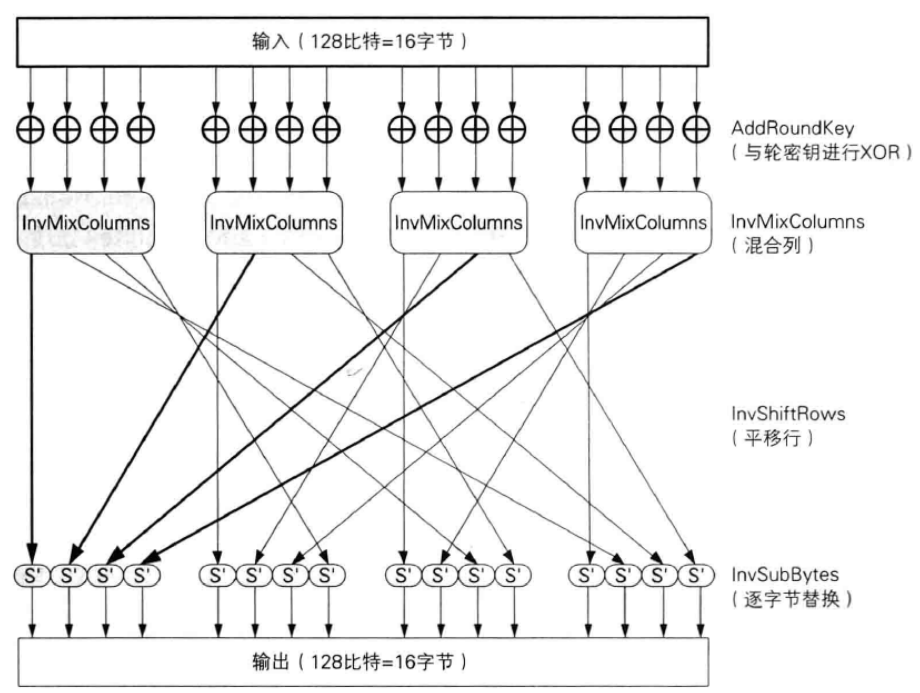 输入（128比特=16字节）
AddRoundKey
（与轮密钥进行XOR）
InvMixColumns InvMixColumns InvMixColumns InvMixColumns
InvMixColumns
（混合列）
InvShiftRows
（平移行）
S' S' S' S' S' S' S' S' S' S' S' S' S' S' S' S'
InvSubBytes
（逐字节替换）
输出（128比特=16字节）